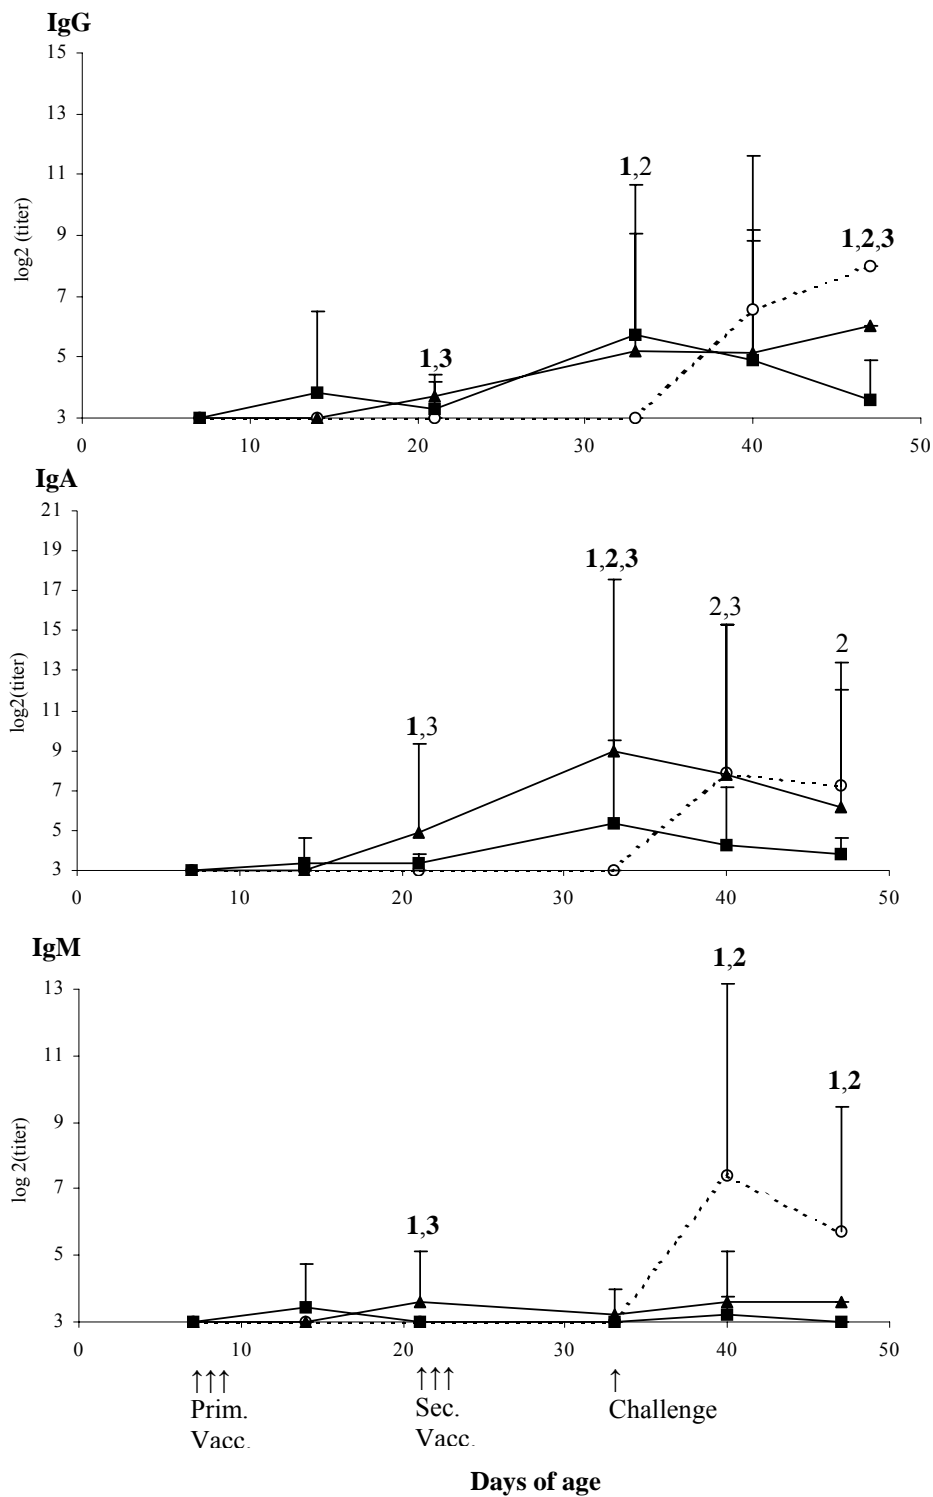 IgG
15
13
11
9
7
5
3
log2 (titer)
1,2
1,2,3
1,3
0 10 20 30 40 50
IgA
21
19
17
15
13
11
9
7
5
3
log2(titer)
1,2,3
2,3
2
1,3
0 10 20 30 40 50
IgM
13
11
9
7
5
3
log 2(titer)
1,2
1,2
1,3
0 10 20 30 40 50
↑↑↑ ↑↑↑ ↑
Prim. Sec. Challenge
Vacc. Vacc.
Days of age